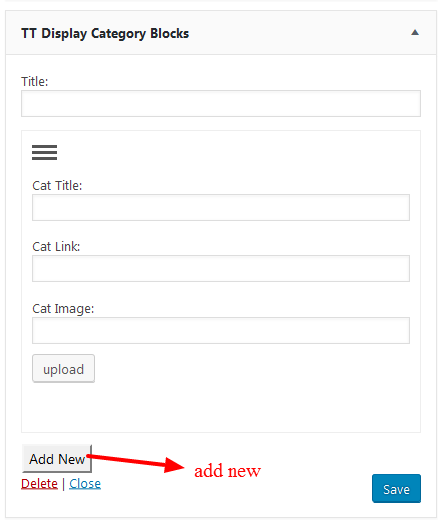 TT Display Category Blocks
Title:
Cat Title:
Cat Link:
Cat Image:
upload
Add New
add new
Delete | Close
Save